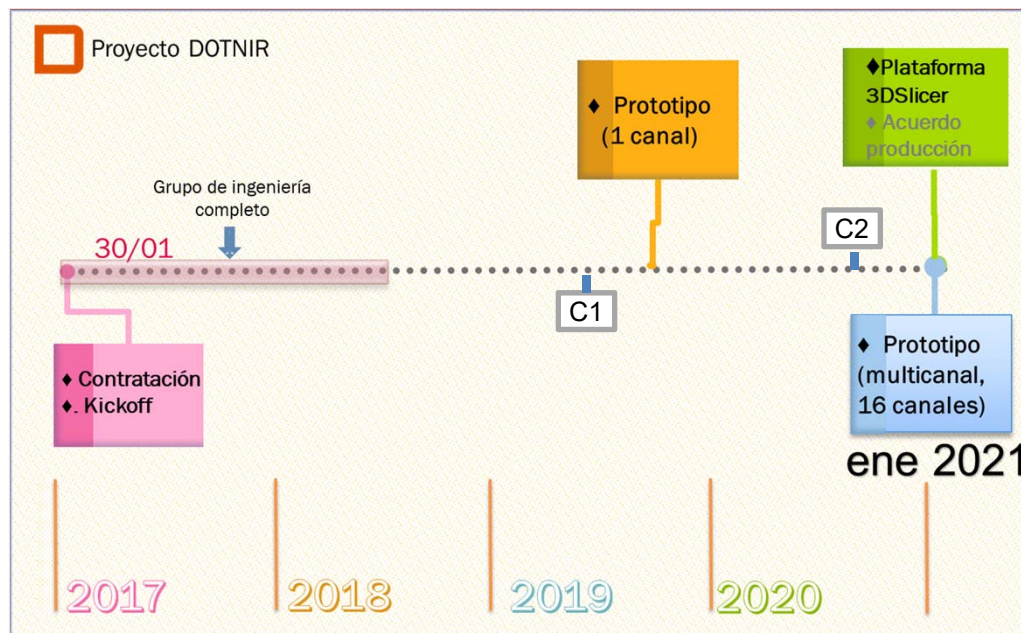 Proyecto DOTNIR
♦ Prototipo
(1 canal)
♦Plataforma
3DSlicer
♦ Acuerdo
producción
Grupo de ingeniería
completo
30/01
C2
C1
♦ Contratación
♦. Kickoff
♦ Prototipo
(multicanal,
16 canales)
ene 2021
2017
2018
2019
2020